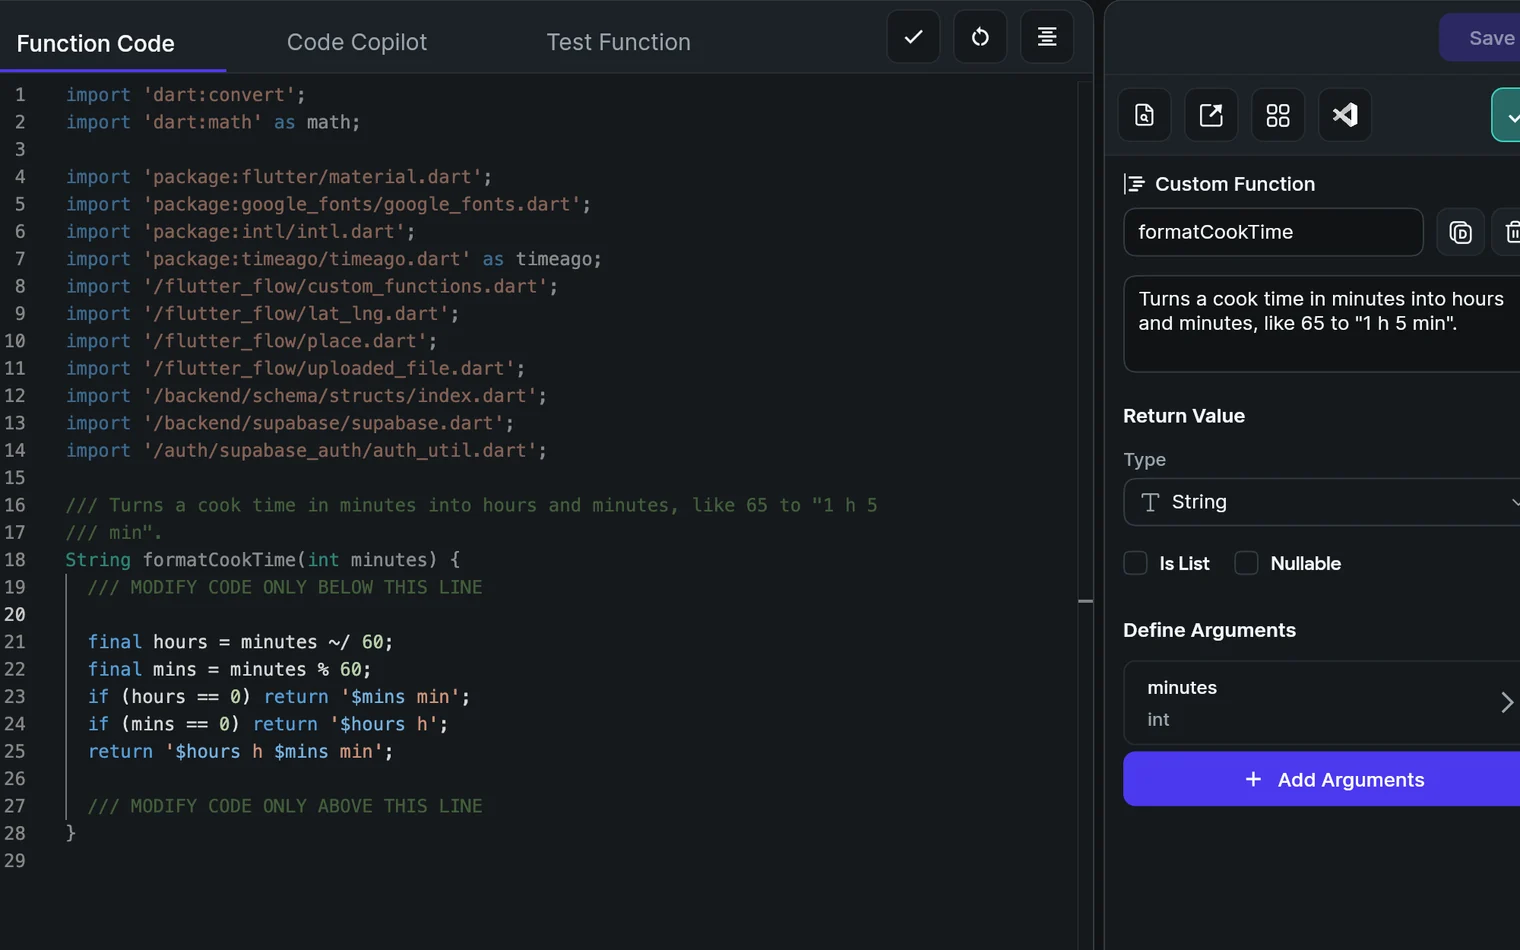 Function Code
Code Copilot
Test Function
1 import 'dart:convert';
2 import 'dart:math' as math;
3
4 import 'package:flutter/material.dart';
5 import 'package:google_fonts/google_fonts.dart';
6 import 'package:intl/intl.dart';
7 import 'package:timeago/timeago.dart' as timeago;
8 import '/flutter_flow/custom_functions.dart';
9 import '/flutter_flow/lat_lng.dart';
10 import '/flutter_flow/place.dart';
11 import '/flutter_flow/uploaded_file.dart';
12 import '/backend/schema/structs/index.dart';
13 import '/backend/supabase/supabase.dart';
14 import '/auth/supabase_auth/auth_util.dart';
15
16 /// Turns a cook time in minutes into hours and minutes, like 65 to "1 h 5
17 /// min".
18 String formatCookTime(int minutes) {
19 /// MODIFY CODE ONLY BELOW THIS LINE
20
21 final hours = minutes ~/ 60;
22 final mins = minutes % 60;
23 if (hours == 0) return '$mins min';
24 if (mins == 0) return '$hours h';
25 return '$hours h $mins min';
26
27 /// MODIFY CODE ONLY ABOVE THIS LINE
28 }
29
Save
Custom Function
formatCookTime
Turns a cook time in minutes into hours
and minutes, like 65 to "1 h 5 min".
Return Value
Type
String
Is List
Nullable
Define Arguments
minutes
int
+ Add Arguments